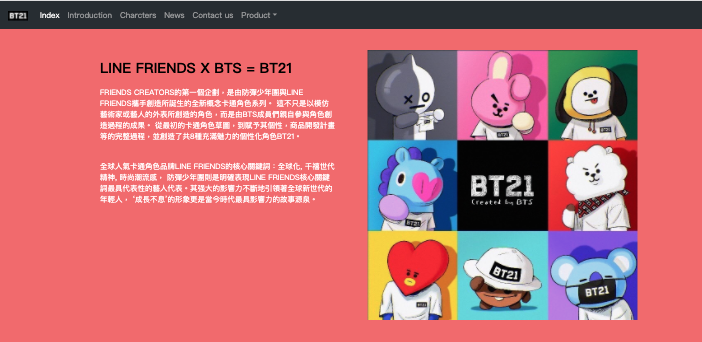 BT21 Index Introduction Charcters News Contact us Product
LINE FRIENDS X BTS = BT21
FRIENDS CREATORS的第一個企劃，是由防彈少年團與LINE
FRIENDS攜手創造所誕生的全新概念卡通角色系列。 這不只是以模仿
藝術家或藝人的外表所創造的角色，而是由BTS成員們親自參與角色創
造過程的成果。 從最初的卡通角色草圖，到賦予其個性，商品開發計畫
等的完整過程，並創造了共8種充滿魅力的個性化角色BT21。
全球人氣卡通角色品牌LINE FRIENDS的核心關鍵詞：全球化, 千禧世代
精神, 時尚潮流感， 防彈少年團則是明確表現LINE FRIENDS核心關鍵
詞最具代表性的藝人代表。其強大的影響力不斷地引領著全球新世代的
年輕人， '成長不息'的形象更是當今時代最具影響力的故事源泉。
BT21
Created by BTS
BT21
BT21
BT21